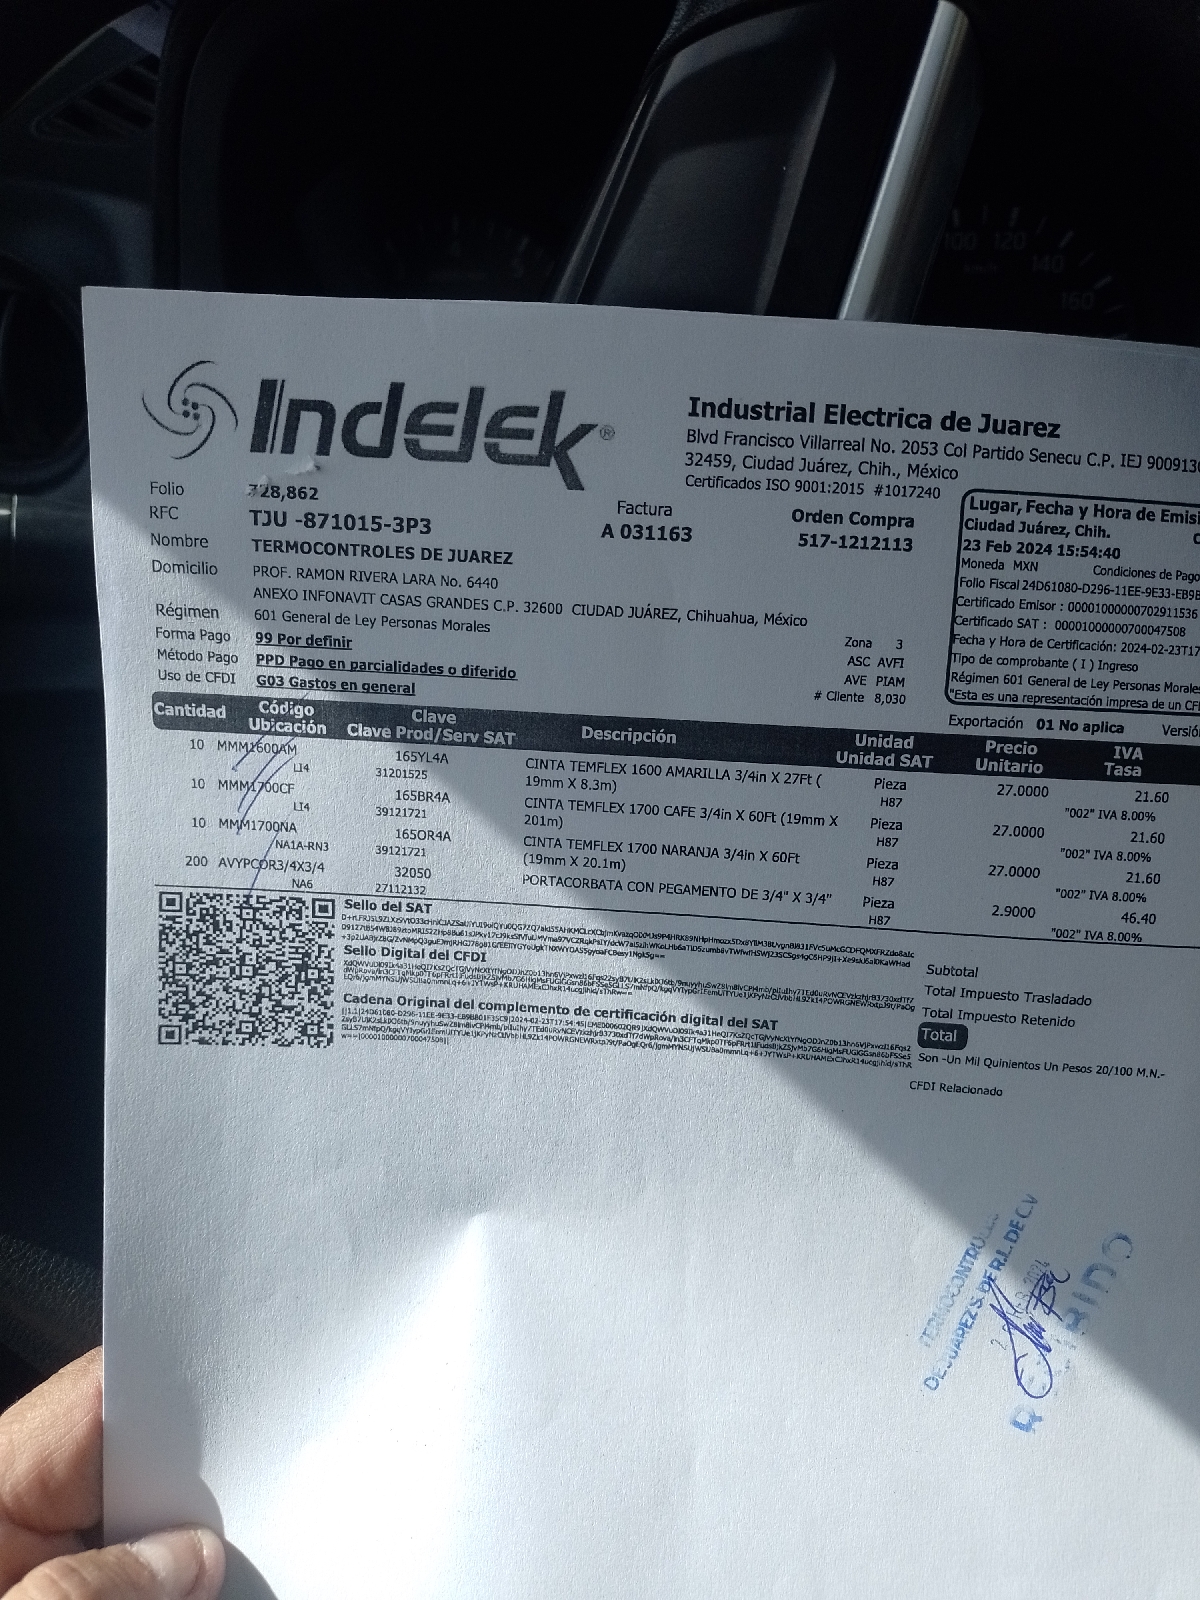 100 120
140
160
Indelek®
Industrial Electrica de Juarez
Blvd Francisco Villarreal No. 2053 Col Partido Senecu C.P. IEJ 9009130
32459, Ciudad Juárez, Chih., México
Certificados ISO 9001:2015 #1017240
Folio 728,862
RFC TJU -871015-3P3
Factura
A 031163
Orden Compra
517-1212113
Nombre TERMOCONTROLES DE JUAREZ
Domicilio PROF. RAMON RIVERA LARA No. 6440
ANEXO INFONAVIT CASAS GRANDES C.P. 32600 CIUDAD JUÁREZ, Chihuahua, México
Régimen 601 General de Ley Personas Morales
Forma Pago 99 Por definir
Método Pago PPD Pago en parcialidades o diferido
Uso de CFDI G03 Gastos en general
Zona 3
ASC AVFI
AVE PIAM
# Cliente 8,030
Lugar, Fecha y Hora de Emisi
Ciudad Juárez, Chih.
23 Feb 2024 15:54:40
Moneda MXN Condiciones de Pago
Folio Fiscal 24D61080-D296-11EE-9E33-EB9B
Certificado Emisor : 00001000000702911536
Certificado SAT : 00001000000700047508
Fecha y Hora de Certificación: 2024-02-23T17
Tipo de comprobante ( I ) Ingreso
Régimen 601 General de Ley Personas Morales
"Esta es una representación impresa de un CF
Exportación 01 No aplica Versió
Cantidad Código Clave Descripción Unidad Precio IVA
Ubicación Clave Prod/Serv SAT Unidad SAT Unitario Tasa
10 MMM1600AM 165YL4A CINTA TEMFLEX 1600 AMARILLA 3/4in X 27Ft ( Pieza 27.0000 21.60
LI4 31201525 19mm X 8.3m) H87 "002" IVA 8.00%
10 MMM1700CF 165BR4A CINTA TEMFLEX 1700 CAFE 3/4in X 60Ft (19mm X Pieza 27.0000 21.60
LI4 39121721 201m) H87 "002" IVA 8.00%
10 MMM1700NA 165OR4A CINTA TEMFLEX 1700 NARANJA 3/4in X 60Ft Pieza 27.0000 21.60
NA1A-RN3 39121721 (19mm X 20.1m) H87 "002" IVA 8.00%
200 AVYPCOR3/4X3/4 32050 PORTACORBATA CON PEGAMENTO DE 3/4" X 3/4" Pieza 2.9000 46.40
NA6 27112132 H87 "002" IVA 8.00%
Sello del SAT
Sello Digital del CFDI
Cadena Original del complemento de certificación digital del SAT
Subtotal
Total Impuesto Trasladado
Total Impuesto Retenido
Total
Son -Un Mil Quinientos Un Pesos 20/100 M.N.-
CFDI Relacionado
TERMOCONTROLES
DE JUAREZ S. DE R.L. DE C.V